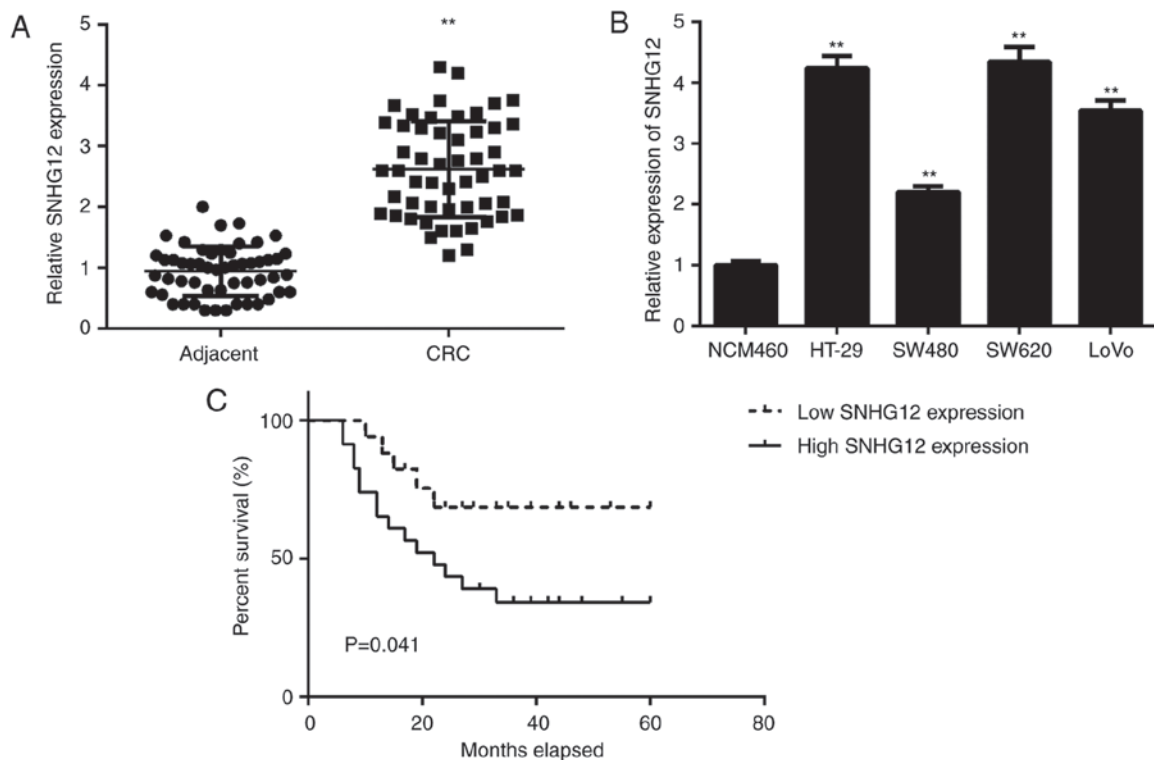 A
Relative SNHG12 expression
5
4
3
2
1
0
**
Adjacent
CRC
B
Relative expression of SNHG12
5
4
3
2
1
0
**
**
**
**
NCM460
HT-29
SW480
SW620
LoVo
C
Percent survival (%)
100
50
0
P=0.041
0
20
40
60
80
Months elapsed
Low SNHG12 expression
High SNHG12 expression